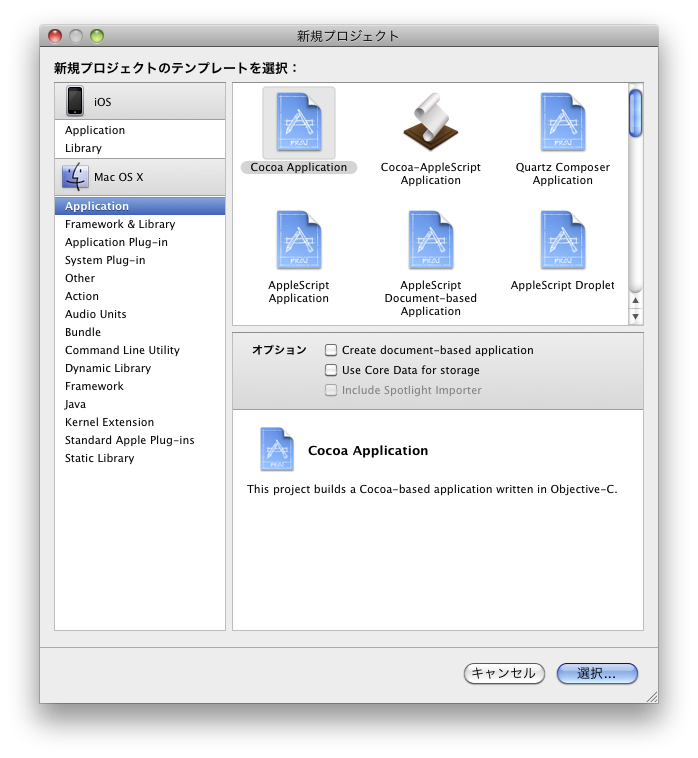 新規プロジェクト
新規プロジェクトのテンプレートを選択：
iOS
Application
Library
Mac OS X
Application
Framework & Library
Application Plug-in
System Plug-in
Other
Action
Audio Units
Bundle
Command Line Utility
Dynamic Library
Framework
Java
Kernel Extension
Standard Apple Plug-ins
Static Library
Cocoa Application
Cocoa-AppleScript
Application
Quartz Composer
Application
AppleScript
Application
AppleScript
Document-based
Application
AppleScript Droplet
オプション
Create document-based application
Use Core Data for storage
Include Spotlight Importer
Cocoa Application
This project builds a Cocoa-based application written in Objective-C.
キャンセル
選択...